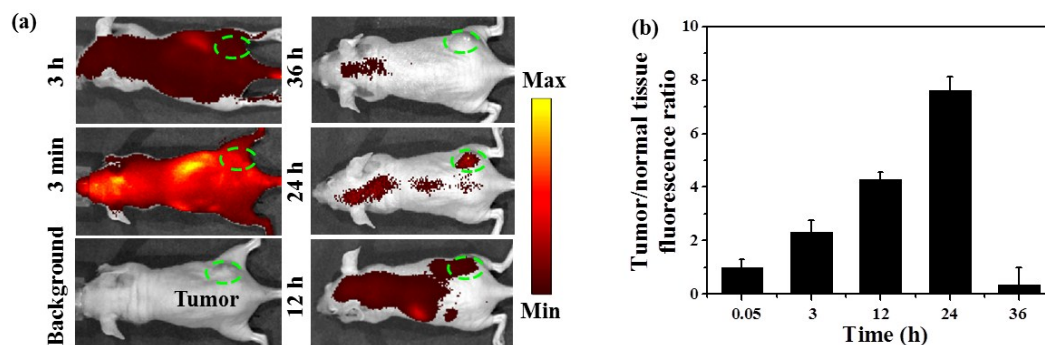 (a)
3 h
3 min
Background
Tumor
36 h
24 h
12 h
Max
Min
(b)
Tumor/normal tissue
fluorescence ratio
10
8
6
4
2
0
0.05 3 12 24 36
Time (h)